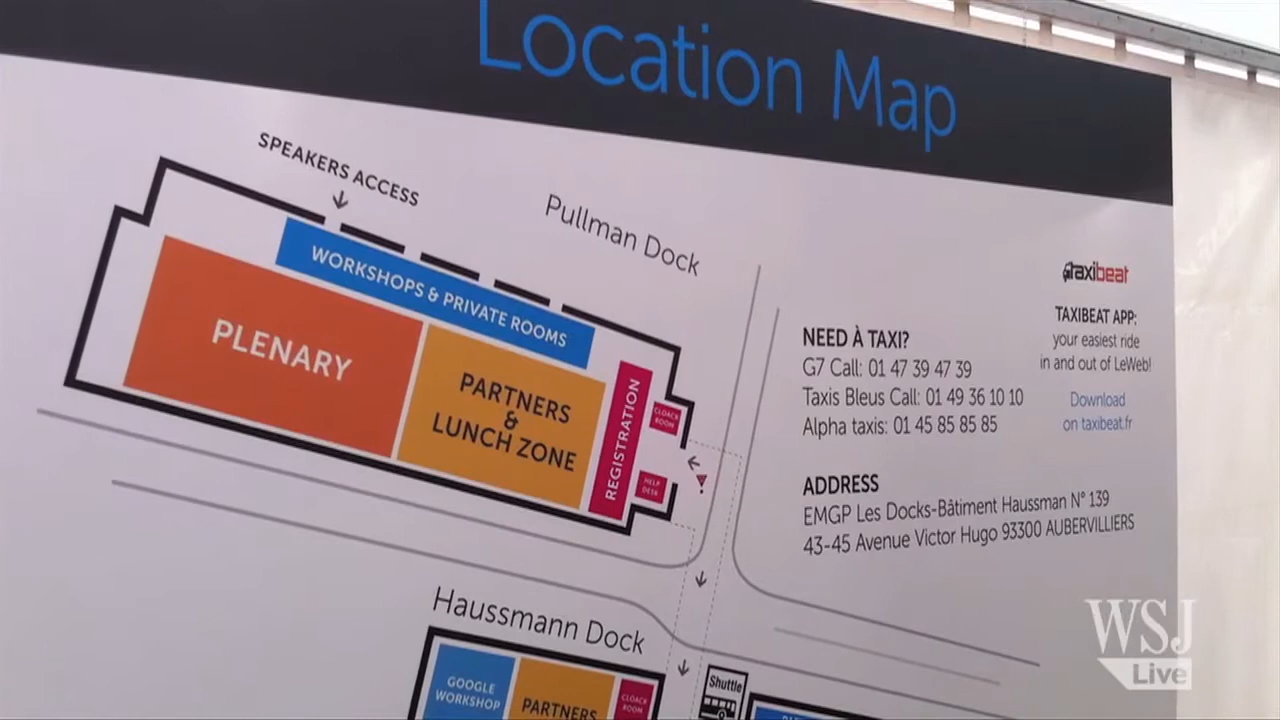 Location Map
SPEAKERS ACCESS
Pullman Dock
WORKSHOPS & PRIVATE ROOMS
PLENARY
PARTNERS
&
LUNCH ZONE
REGISTRATION
CLOACK
ROOM
HELP
DESK
taxibeat
TAXIBEAT APP:
your easiest ride
in and out of LeWeb!
Download
on taxibeat.fr
NEED À TAXI?
G7 Call: 01 47 39 47 39
Taxis Bleus Call: 01 49 36 10 10
Alpha taxis: 01 45 85 85 85
ADDRESS
EMGP Les Docks-Bâtiment Haussman N° 139
43-45 Avenue Victor Hugo 93300 AUBERVILLIERS
Haussmann Dock
GOOGLE
WORKSHOP
PARTNERS
CLOACK
ROOM
Shuttle
WSJ
Live